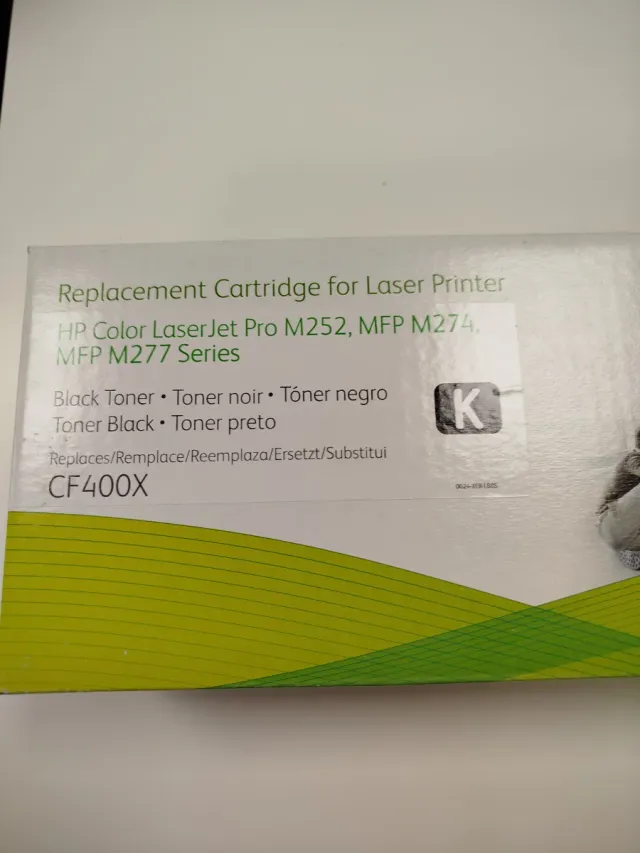 Replacement Cartridge for Laser Printer
HP Color LaserJet Pro M252, MFP M274,
MFP M277 Series
Black Toner • Toner noir • Tóner negro
Toner Black • Toner preto
K
Replaces/Remplace/Reemplaza/Ersetzt/Substitui
CF400X